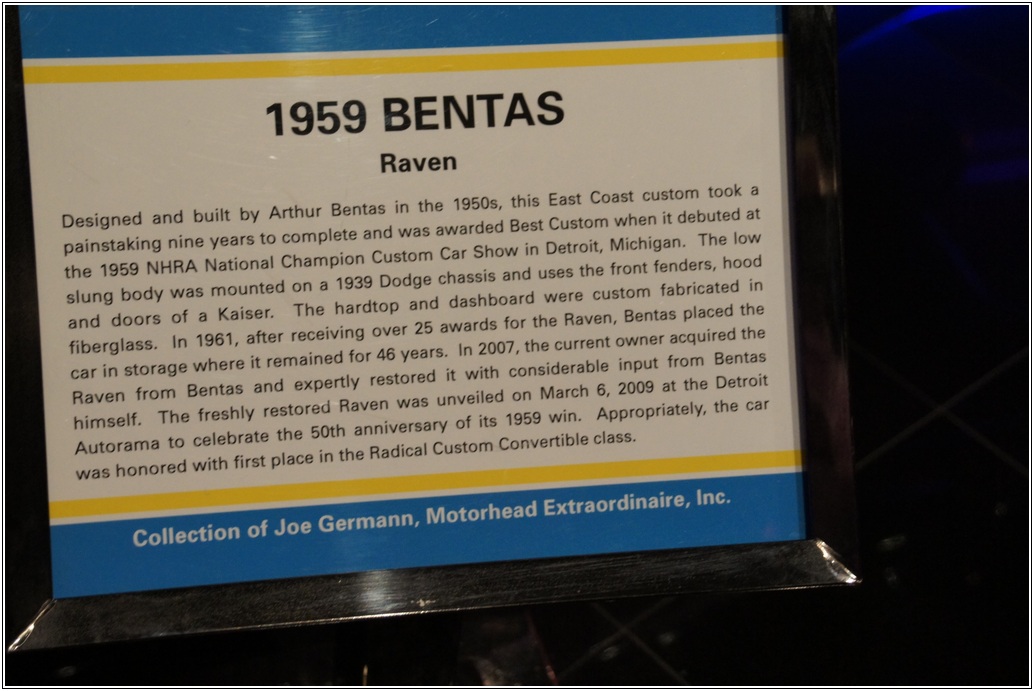 1959 BENTAS
Raven
Designed and built by Arthur Bentas in the 1950s, this East Coast custom took a
painstaking nine years to complete and was awarded Best Custom when it debuted at
the 1959 NHRA National Champion Custom Car Show in Detroit, Michigan. The low
slung body was mounted on a 1939 Dodge chassis and uses the front fenders, hood
and doors of a Kaiser. The hardtop and dashboard were custom fabricated in
fiberglass. In 1961, after receiving over 25 awards for the Raven, Bentas placed the
car in storage where it remained for 46 years. In 2007, the current owner acquired the
Raven from Bentas and expertly restored it with considerable input from Bentas
himself. The freshly restored Raven was unveiled on March 6, 2009 at the Detroit
Autorama to celebrate the 50th anniversary of its 1959 win. Appropriately, the car
was honored with first place in the Radical Custom Convertible class.
Collection of Joe Germann, Motorhead Extraordinaire, Inc.